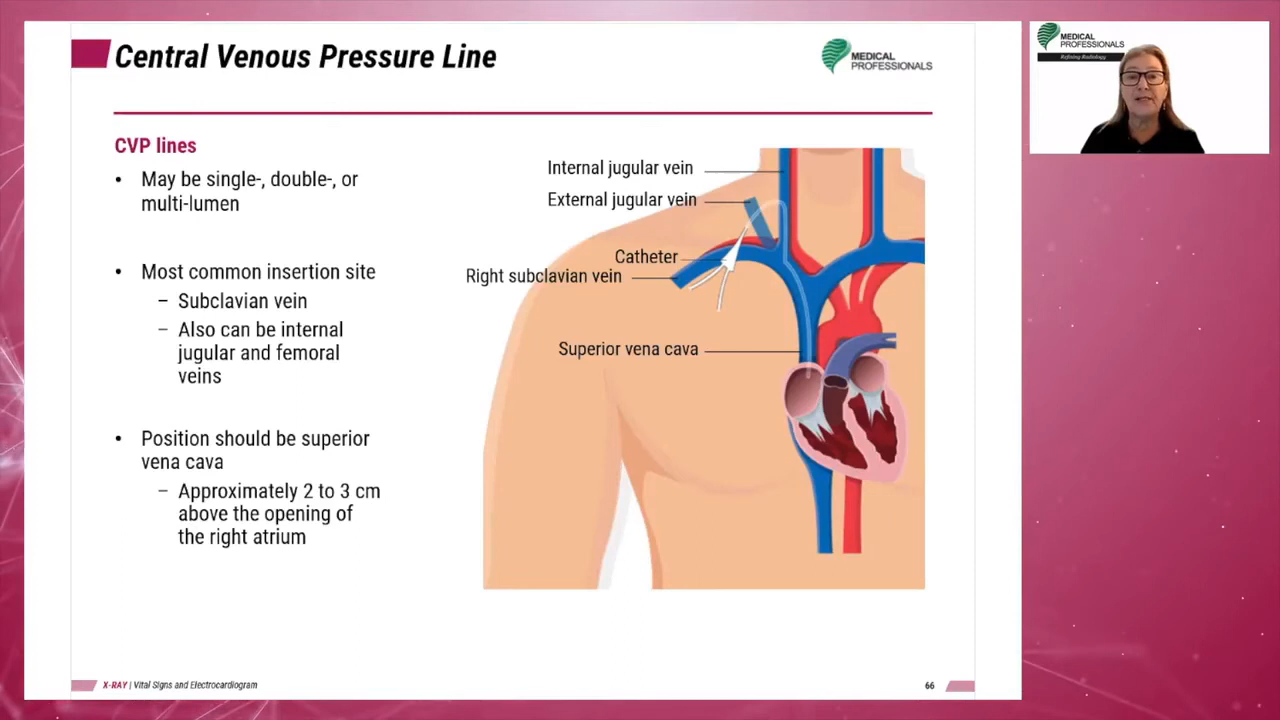 Central Venous Pressure Line
MEDICAL
PROFESSIONALS
CVP lines
• May be single-, double-, or
multi-lumen
• Most common insertion site
– Subclavian vein
– Also can be internal
jugular and femoral
veins
• Position should be superior
vena cava
– Approximately 2 to 3 cm
above the opening of
the right atrium
Internal jugular vein
External jugular vein
Catheter
Right subclavian vein
Superior vena cava
X-RAY | Vital Signs and Electrocardiogram
66
MEDICAL
PROFESSIONALS
Refining Radiology